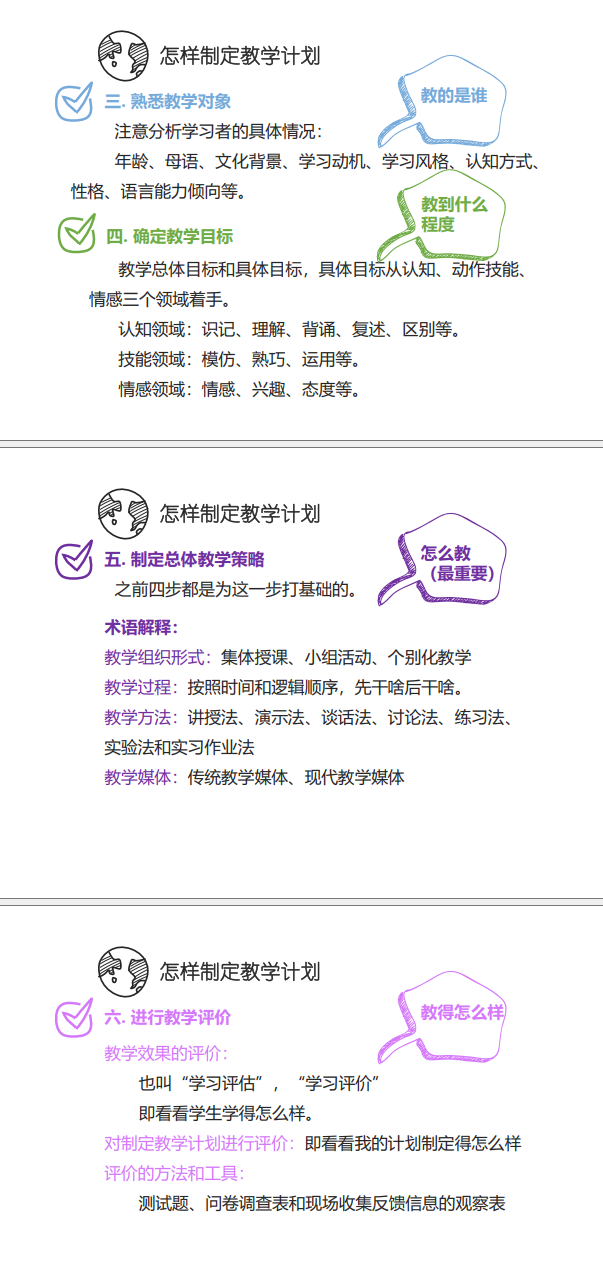 怎样制定教学计划
三. 熟悉教学对象
教的是谁
注意分析学习者的具体情况：
年龄、母语、文化背景、学习动机、学习风格、认知方式、
性格、语言能力倾向等。
教到什么
程度
四. 确定教学目标
教学总体目标和具体目标，具体目标从认知、动作技能、
情感三个领域着手。
认知领域：识记、理解、背诵、复述、区别等。
技能领域：模仿、熟巧、运用等。
情感领域：情感、兴趣、态度等。
怎样制定教学计划
五. 制定总体教学策略
怎么教
（最重要）
之前四步都是为这一步打基础的。
术语解释：
教学组织形式：集体授课、小组活动、个别化教学
教学过程：按照时间和逻辑顺序，先干啥后干啥。
教学方法：讲授法、演示法、谈话法、讨论法、练习法、
实验法和实习作业法
教学媒体：传统教学媒体、现代教学媒体
怎样制定教学计划
六. 进行教学评价
教得怎么样
教学效果的评价：
也叫“学习评估”，“学习评价”
即看看学生学得怎么样。
对制定教学计划进行评价：即看看我的计划制定得怎么样
评价的方法和工具：
测试题、问卷调查表和现场收集反馈信息的观察表